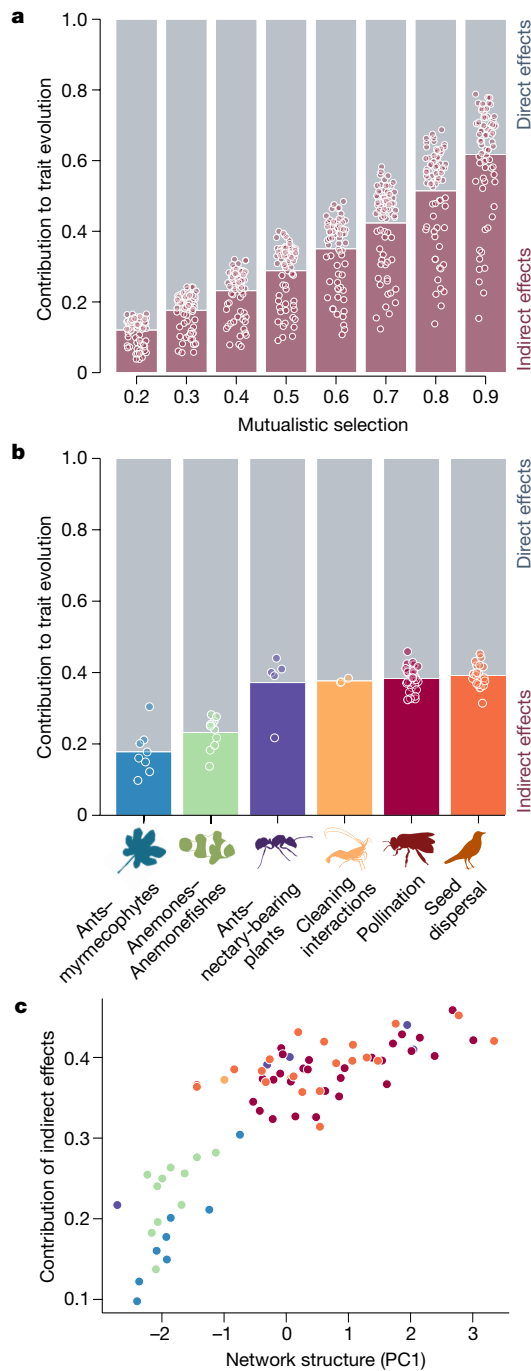 a
1.0
0.8
0.6
0.4
0.2
0
Contribution to trait evolution
Direct effects
Indirect effects
0.2 0.3 0.4 0.5 0.6 0.7 0.8 0.9
Mutualistic selection
b
1.0
0.8
0.6
0.4
0.2
0
Contribution to trait evolution
Direct effects
Indirect effects
Ants–
myrmecophytes
Anemones–
Anemonefishes
Ants–
nectary-bearing
plants
Cleaning
interactions
Pollination
Seed
dispersal
c
0.4
0.3
0.2
0.1
Contribution of indirect effects
−2 −1 0 1 2 3
Network structure (PC1)